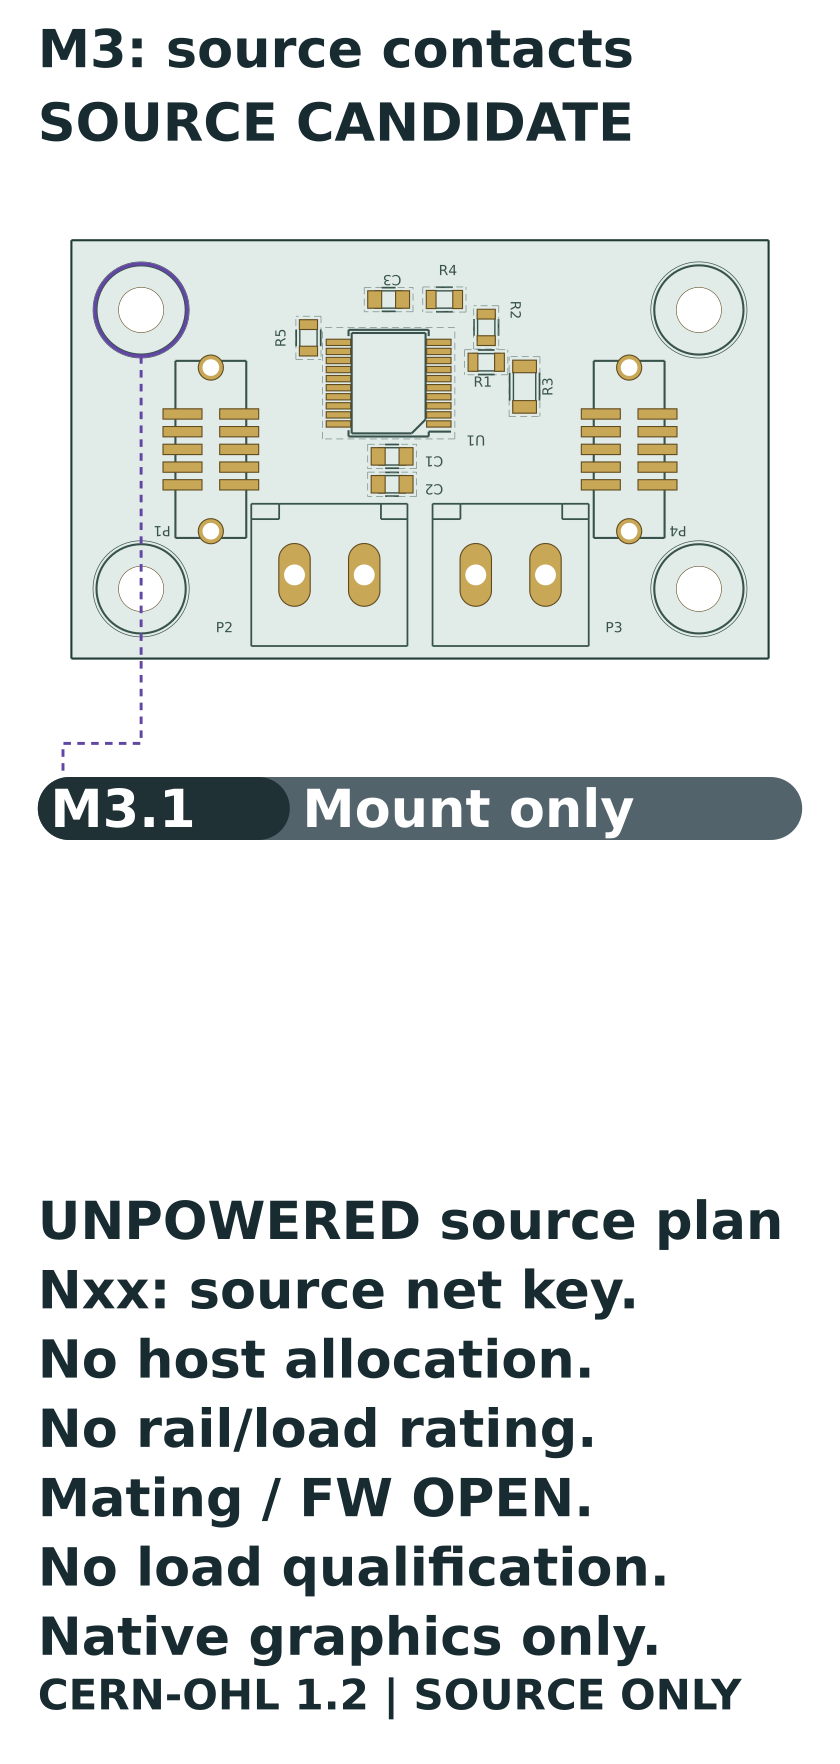 M3: source contacts
SOURCE CANDIDATE
C3
R4
R2
R5
R1
R3
U1
C1
C2
P1
P4
P2
P3
M3.1 Mount only
UNPOWERED source plan
Nxx: source net key.
No host allocation.
No rail/load rating.
Mating / FW OPEN.
No load qualification.
Native graphics only.
CERN-OHL 1.2 | SOURCE ONLY